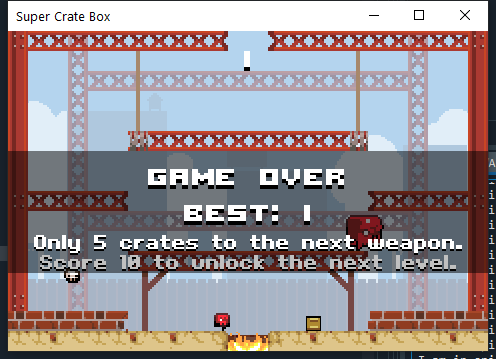 Super Crate Box
1
GAME OVER
BEST: 1
Only 5 crates to the next weapon.
Score 10 to unlock the next level.